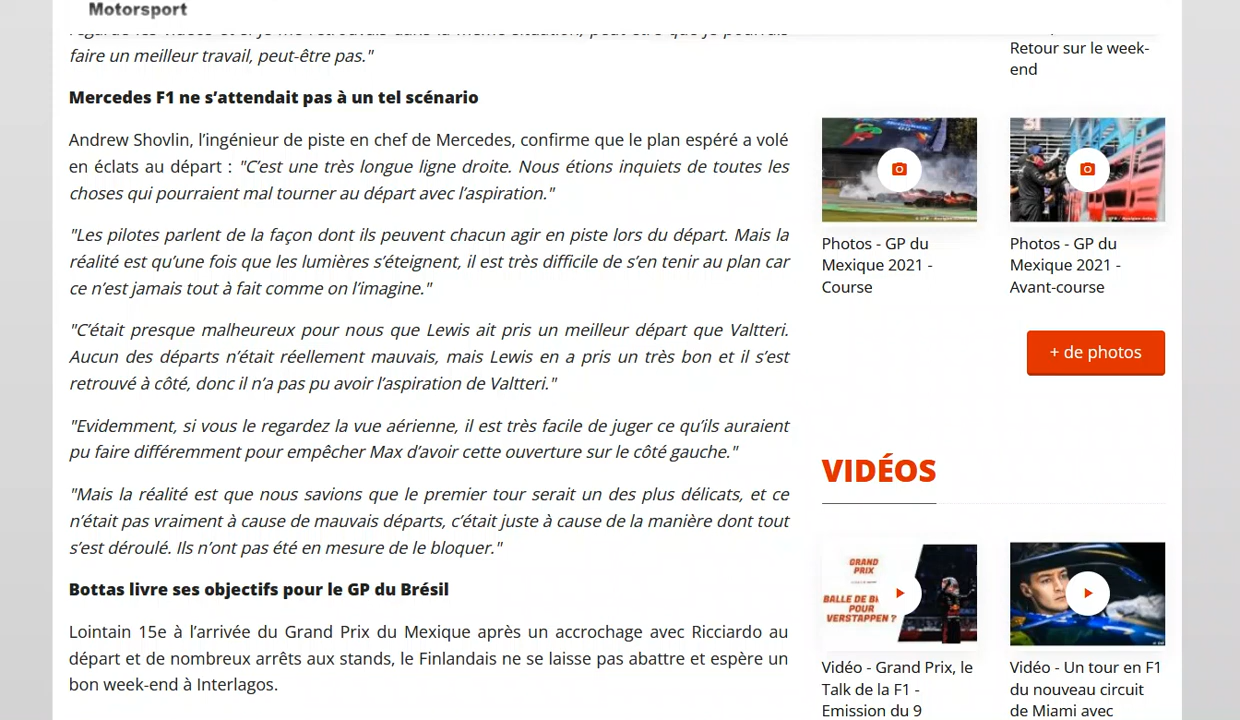 Motorsport
regarde les vidéos et si je me retrouvais dans la même situation, peut-être que je pourrais
faire un meilleur travail, peut-être pas."
Mercedes F1 ne s’attendait pas à un tel scénario
Andrew Shovlin, l’ingénieur de piste en chef de Mercedes, confirme que le plan espéré a volé
en éclats au départ : "C’est une très longue ligne droite. Nous étions inquiets de toutes les
choses qui pourraient mal tourner au départ avec l’aspiration."
"Les pilotes parlent de la façon dont ils peuvent chacun agir en piste lors du départ. Mais la
réalité est qu’une fois que les lumières s’éteignent, il est très difficile de s’en tenir au plan car
ce n’est jamais tout à fait comme on l’imagine."
"C’était presque malheureux pour nous que Lewis ait pris un meilleur départ que Valtteri.
Aucun des départs n’était réellement mauvais, mais Lewis en a pris un très bon et il s’est
retrouvé à côté, donc il n’a pas pu avoir l’aspiration de Valtteri."
"Evidemment, si vous le regardez la vue aérienne, il est très facile de juger ce qu’ils auraient
pu faire différemment pour empêcher Max d’avoir cette ouverture sur le côté gauche."
"Mais la réalité est que nous savions que le premier tour serait un des plus délicats, et ce
n’était pas vraiment à cause de mauvais départs, c’était juste à cause de la manière dont tout
s’est déroulé. Ils n’ont pas été en mesure de le bloquer."
Bottas livre ses objectifs pour le GP du Brésil
Lointain 15e à l’arrivée du Grand Prix du Mexique après un accrochage avec Ricciardo au
départ et de nombreux arrêts aux stands, le Finlandais ne se laisse pas abattre et espère un
bon week-end à Interlagos.
Retour sur le week-
end
Photos - GP du
Mexique 2021 -
Course
Photos - GP du
Mexique 2021 -
Avant-course
+ de photos
VIDÉOS
GRAND
PRIX
BALLE DE B
POUR
VERSTAPPEN ?
Vidéo - Grand Prix, le
Talk de la F1 -
Emission du 9
Vidéo - Un tour en F1
du nouveau circuit
de Miami avec